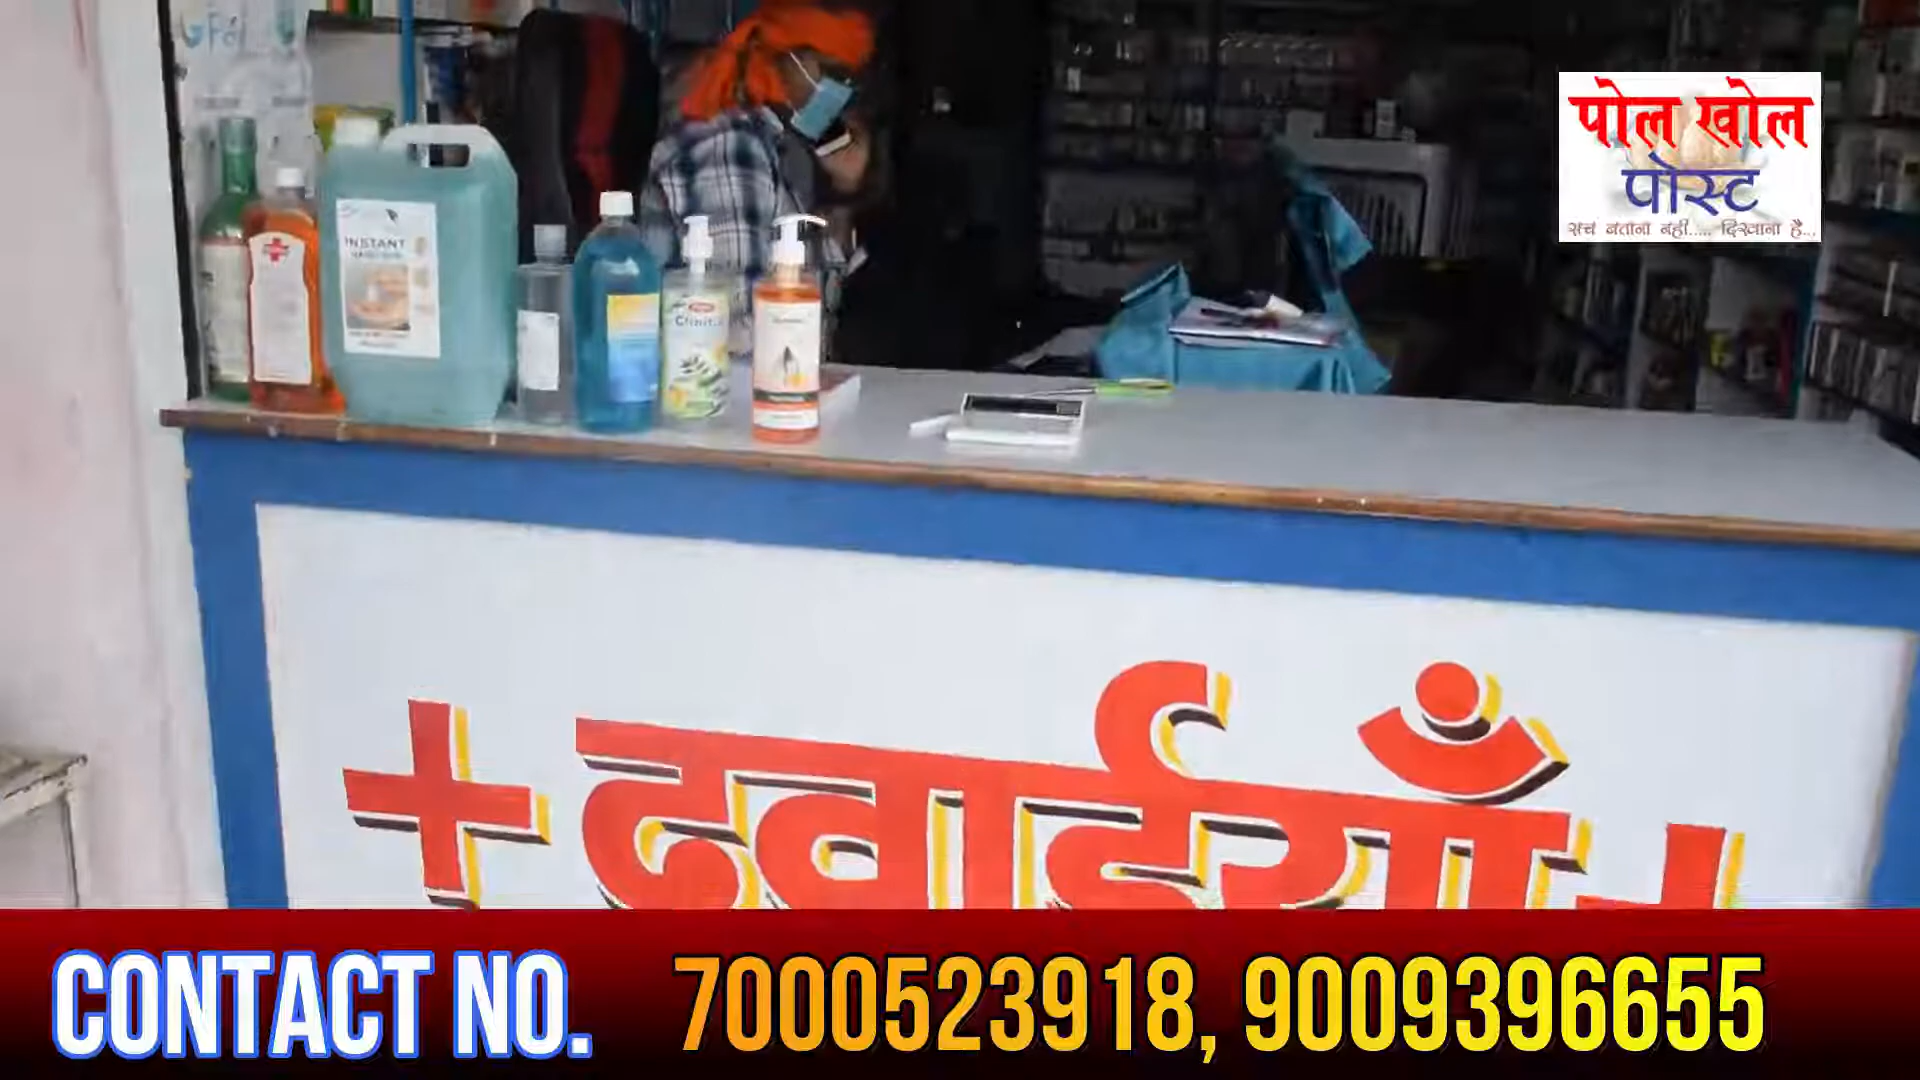 पोल खोल
पोस्ट
सच बताना नहीं..... दिखाना है...
INSTANT
दवाईयाँ
CONTACT NO. 7000523918, 9009396655